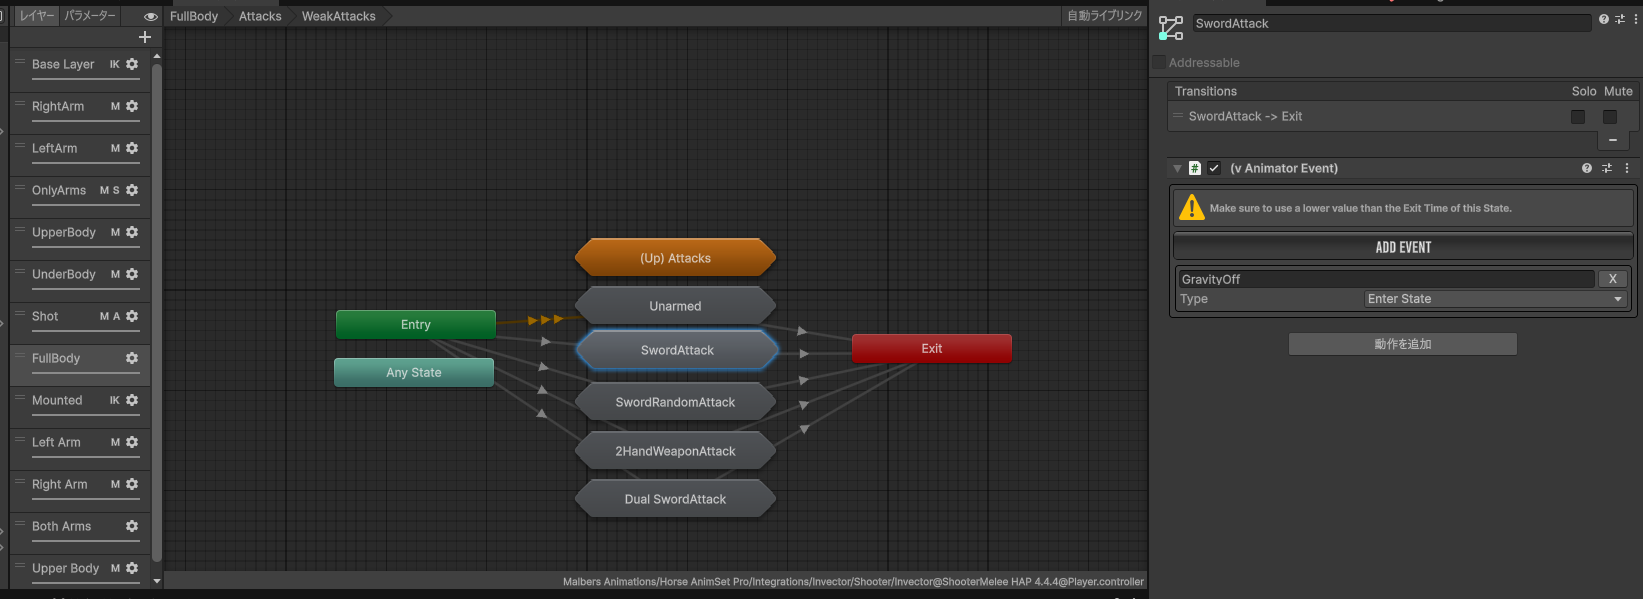 レイヤー パラメーター
FullBody Attacks WeakAttacks 自動ライブリンク
Base Layer IK
RightArm M
LeftArm M
OnlyArms M S
UpperBody M
UnderBody M
Shot M A
FullBody
Mounted IK
Left Arm M
Right Arm M
Both Arms
Upper Body M
(Up) Attacks
Unarmed
Entry
SwordAttack
Exit
Any State
SwordRandomAttack
2HandWeaponAttack
Dual SwordAttack
Malbers Animations/Horse AnimSet Pro/Integrations/Invector/Shooter/Invector@ShooterMelee HAP 4.4.4@Player.controller
SwordAttack
Addressable
Transitions Solo Mute
SwordAttack -> Exit
(v Animator Event)
Make sure to use a lower value than the Exit Time of this State.
ADD EVENT
GravityOff X
Type Enter State
動作を追加